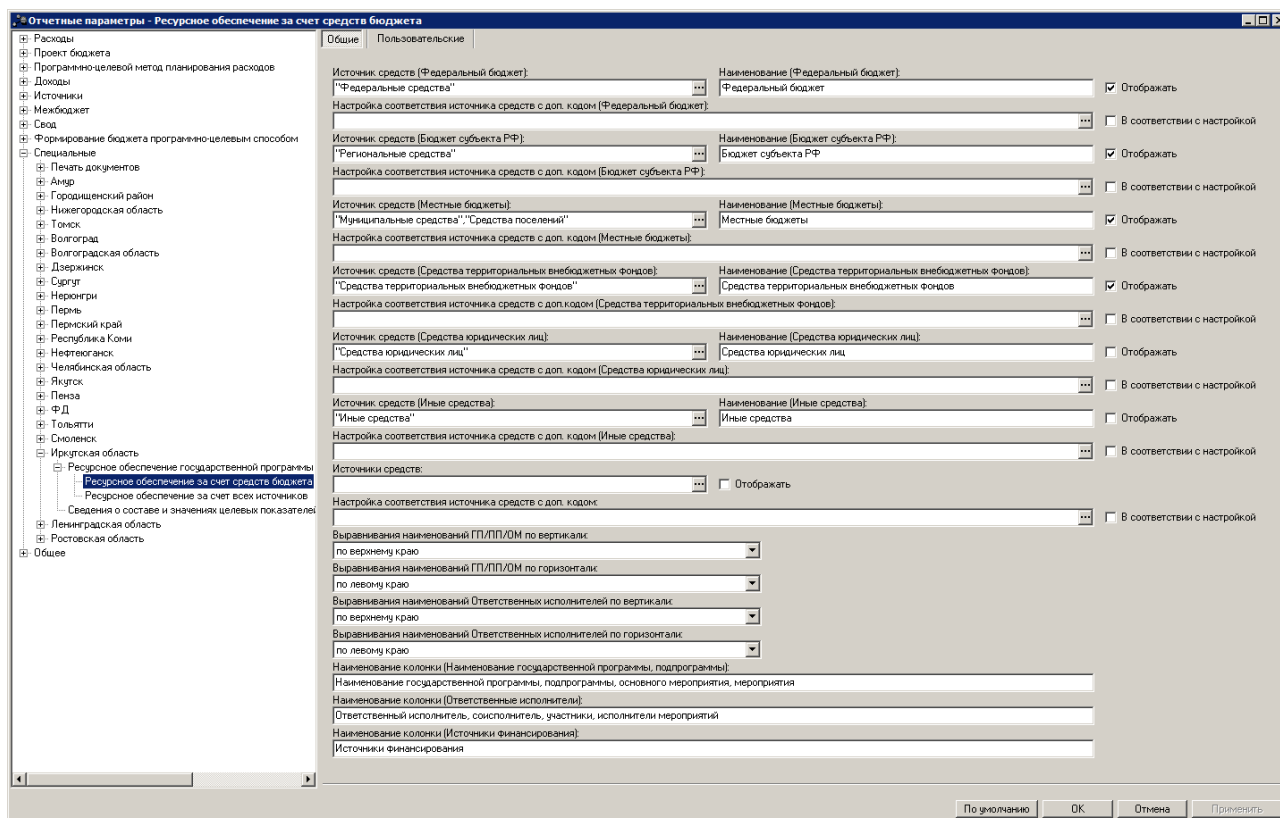 Отчетные параметры - Ресурсное обеспечение за счет средств бюджета
Расходы
Проект бюджета
Программно-целевой метод планирования расходов
Доходы
Источники
Межбюджет
Свод
Формирование бюджета программно-целевым способом
Специальные
Печать документов
Амур
Городищенский район
Нижегородская область
Томск
Волгоград
Волгоградская область
Дзержинск
Сургут
Нерюнгри
Пермь
Пермский край
Республика Коми
Нефтеюганск
Челябинская область
Якутск
Пенза
ФД
Тольятти
Смоленск
Иркутская область
Ресурсное обеспечение государственной программы
Ресурсное обеспечение за счет средств бюджета
Ресурсное обеспечение за счет всех источников
Сведения о составе и значениях целевых показателей
Ленинградская область
Ростовская область
Общее
Общие Пользовательские
Источник средств (Федеральный бюджет): Наименование (Федеральный бюджет):
"Федеральные средства" ... Федеральный бюджет Отображать
Настройка соответствия источника средств с доп. кодом (Федеральный бюджет):
... В соответствии с настройкой
Источник средств (Бюджет субъекта РФ): Наименование (Бюджет субъекта РФ):
"Региональные средства" ... Бюджет субъекта РФ Отображать
Настройка соответствия источника средств с доп. кодом (Бюджет субъекта РФ):
... В соответствии с настройкой
Источник средств (Местные бюджеты): Наименование (Местные бюджеты):
"Муниципальные средства","Средства поселений" ... Местные бюджеты Отображать
Настройка соответствия источника средств с доп. кодом (Местные бюджеты):
... В соответствии с настройкой
Источник средств (Средства территориальных внебюджетных фондов): Наименование (Средства территориальных внебюджетных фондов):
"Средства территориальных внебюджетных фондов" ... Средства территориальных внебюджетных фондов Отображать
Настройка соответствия источника средств с доп.кодом (Средства территориальных внебюджетных фондов):
... В соответствии с настройкой
Источник средств (Средства юридических лиц): Наименование (Средства юридических лиц):
"Средства юридических лиц" ... Средства юридических лиц Отображать
Настройка соответствия источника средств с доп. кодом (Средства юридических лиц):
... В соответствии с настройкой
Источник средств (Иные средства): Наименование (Иные средства):
"Иные средства" ... Иные средства Отображать
Настройка соответствия источника средств с доп. кодом (Иные средства):
... В соответствии с настройкой
Источники средств:
... Отображать
Настройка соответствия источника средств с доп. кодом:
... В соответствии с настройкой
Выравнивания наименований ГП/ПП/ОМ по вертикали:
по верхнему краю
Выравнивания наименований ГП/ПП/ОМ по горизонтали:
по левому краю
Выравнивания наименований Ответственных исполнителей по вертикали:
по верхнему краю
Выравнивания наименований Ответственных исполнителей по горизонтали:
по левому краю
Наименование колонки (Наименование государственной программы, подпрограммы):
Наименование государственной программы, подпрограммы, основного мероприятия, мероприятия
Наименование колонки (Ответственные исполнители):
Ответственный исполнитель, соисполнитель, участники, исполнители мероприятий
Наименование колонки (Источники финансирования):
Источники финансирования
По умолчанию OK Отмена Применить